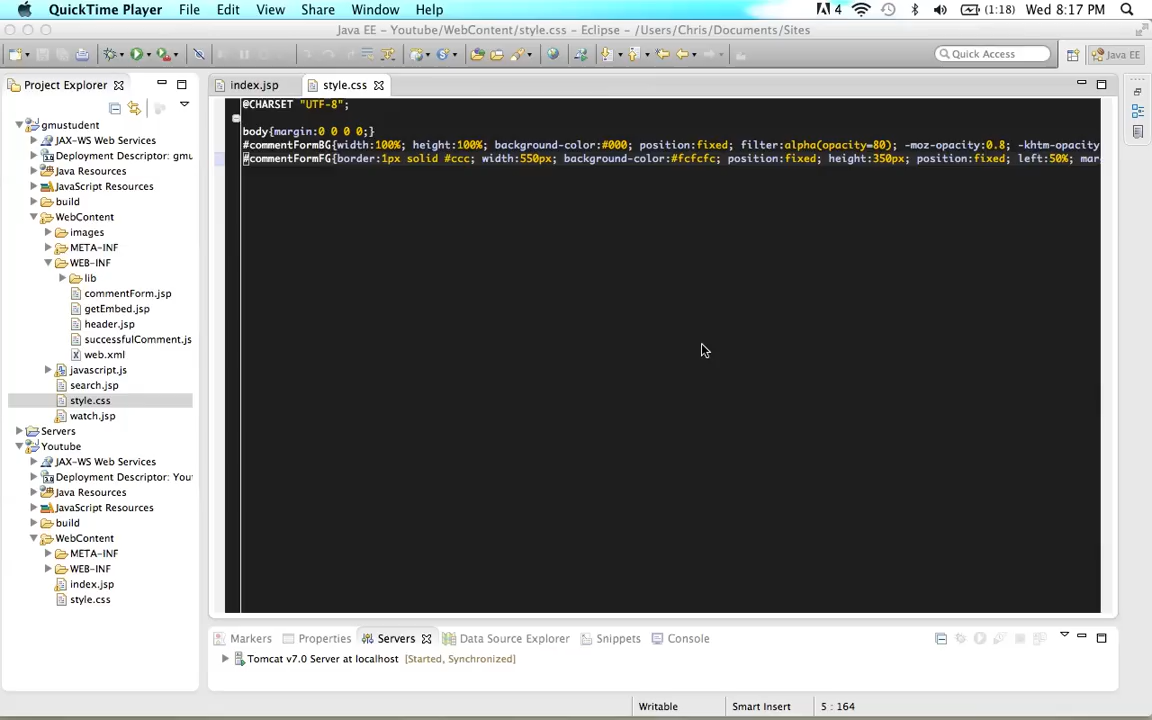 QuickTime Player File Edit View Share Window Help 4 (1:18) Wed 8:17 PM
Java EE - Youtube/WebContent/style.css - Eclipse - /Users/Chris/Documents/Sites
Quick Access Java EE
Project Explorer
index.jsp style.css
gmustudent
JAX-WS Web Services
Deployment Descriptor: gmu
Java Resources
JavaScript Resources
build
WebContent
images
META-INF
WEB-INF
lib
commentForm.jsp
getEmbed.jsp
header.jsp
successfulComment.js
web.xml
javascript.js
search.jsp
style.css
watch.jsp
Servers
Youtube
JAX-WS Web Services
Deployment Descriptor: You
Java Resources
JavaScript Resources
build
WebContent
META-INF
WEB-INF
index.jsp
style.css
@CHARSET "UTF-8";
body{margin:0 0 0 0;}
#commentFormBG{width:100%; height:100%; background-color:#000; position:fixed; filter:alpha(opacity=80); -moz-opacity:0.8; -khtm-opacity
#commentFormFG{border:1px solid #ccc; width:550px; background-color:#fcfcfc; position:fixed; height:350px; position:fixed; left:50%; mar
Markers Properties Servers Data Source Explorer Snippets Console
Tomcat v7.0 Server at localhost [Started, Synchronized]
Writable Smart Insert 5 : 164